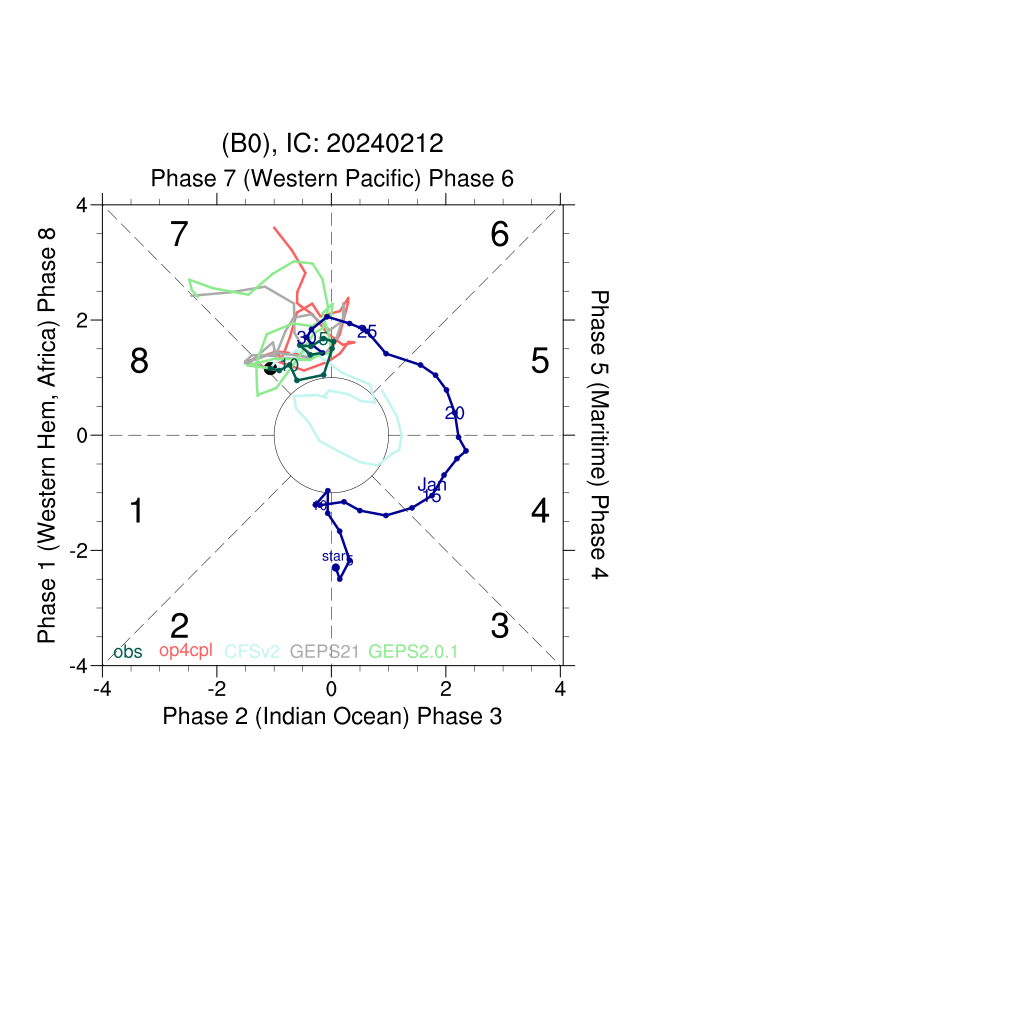 (B0), IC: 20240212
Phase 7 (Western Pacific) Phase 6
4
7
6
Phase 1 (Western Hem, Africa) Phase 8
Phase 5 (Maritime) Phase 4
2
30
5
25
8
5
10
20
0
Jan
15
1
4
10
-2
start
5
2
3
obs op4cpl CFSv2 GEPS21 GEPS2.0.1
-4
-4 -2 0 2 4
Phase 2 (Indian Ocean) Phase 3